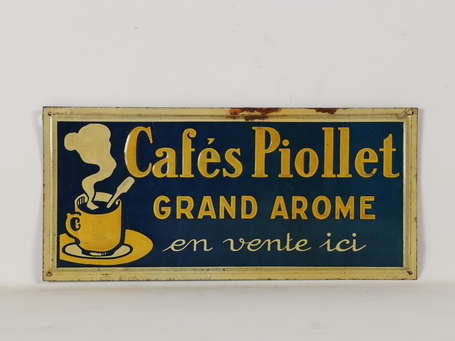 Cafés Piollet
GRAND AROME
en vente ici